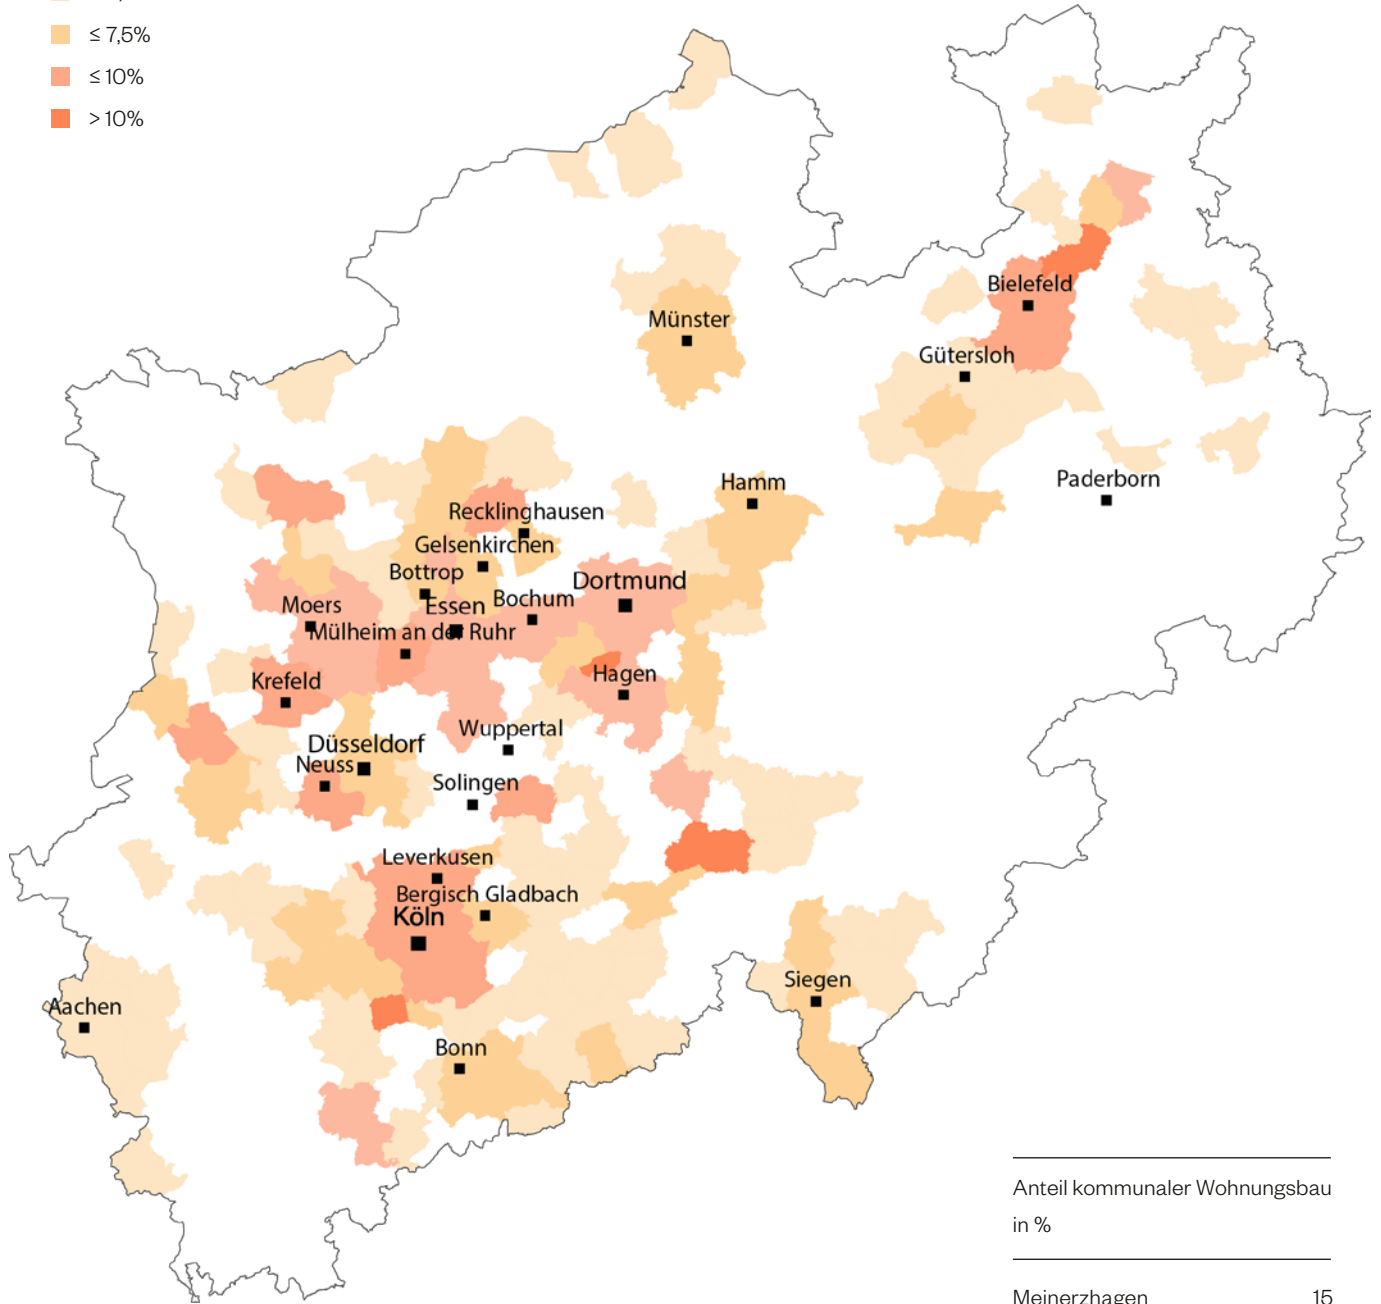 ≤ 7,5%
≤ 10%
> 10%
Bielefeld
Münster
Gütersloh
Hamm
Paderborn
Recklinghausen
Gelsenkirchen
Bottrop
Dortmund
Essen
Bochum
Moers
Mülheim an der Ruhr
Hagen
Krefeld
Wuppertal
Düsseldorf
Neuss
Solingen
Leverkusen
Bergisch Gladbach
Köln
Siegen
Aachen
Bonn
Anteil kommunaler Wohnungsbau
in %
Meinerzhagen 15